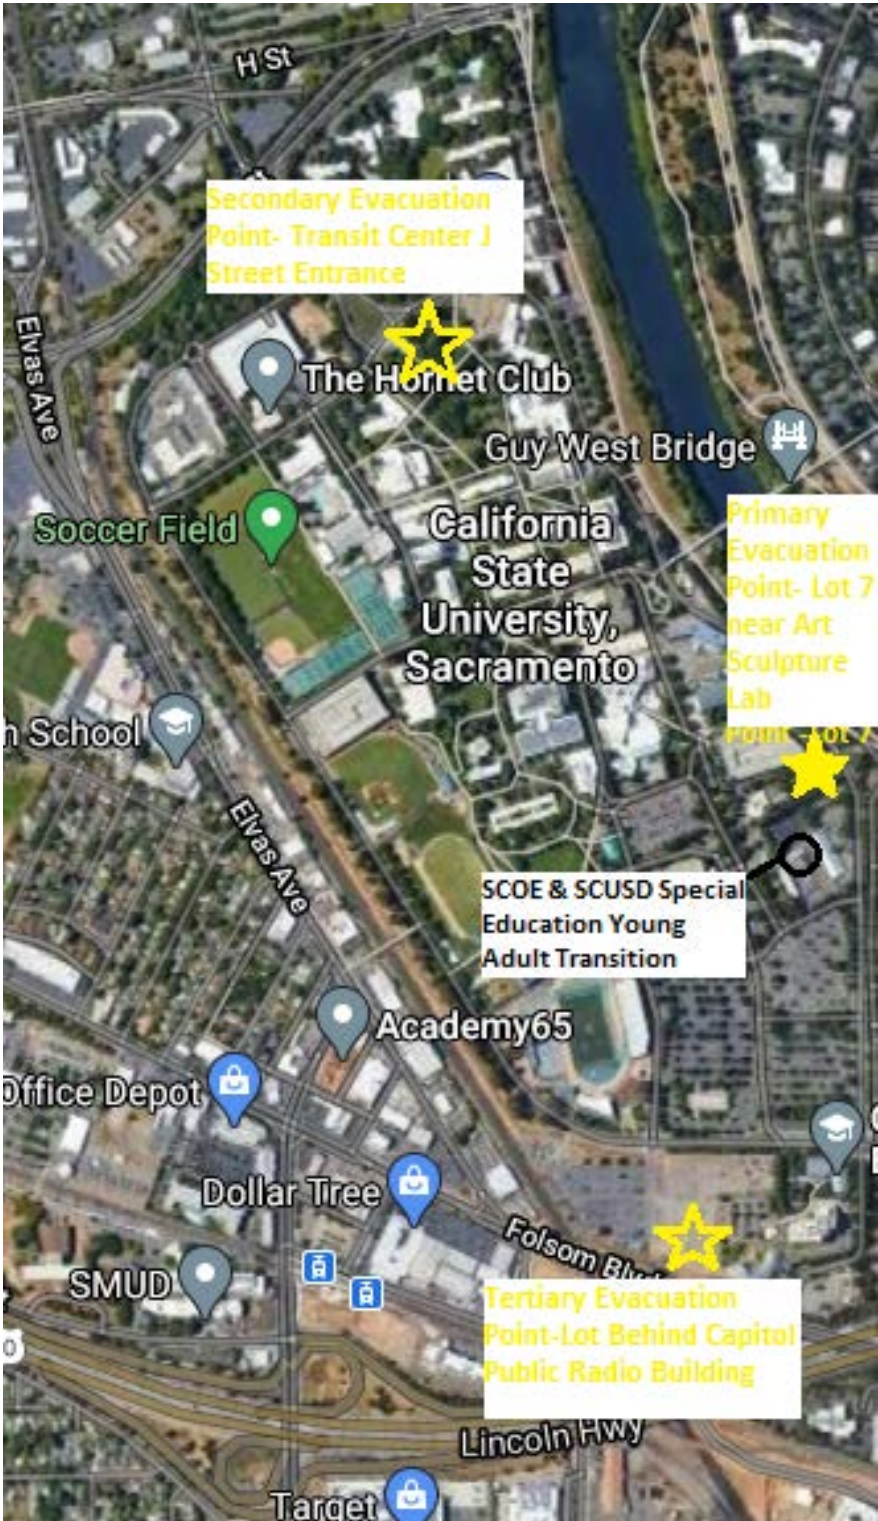 H St
Secondary Evacuation
Point- Transit Center J
Street Entrance
Elvas Ave
The Hornet Club
Guy West Bridge
Soccer Field
California
State
University,
Sacramento
Primary
Evacuation
Point- Lot 7
near Art
Sculpture
Lab
Point -Lot 7
h School
Elvas Ave
SCOE & SCUSD Special
Education Young
Adult Transition
Academy65
Office Depot
Dollar Tree
Folsom Blvd
SMUD
Tertiary Evacuation
Point-Lot Behind Capitol
Public Radio Building
Lincoln Hwy
Target